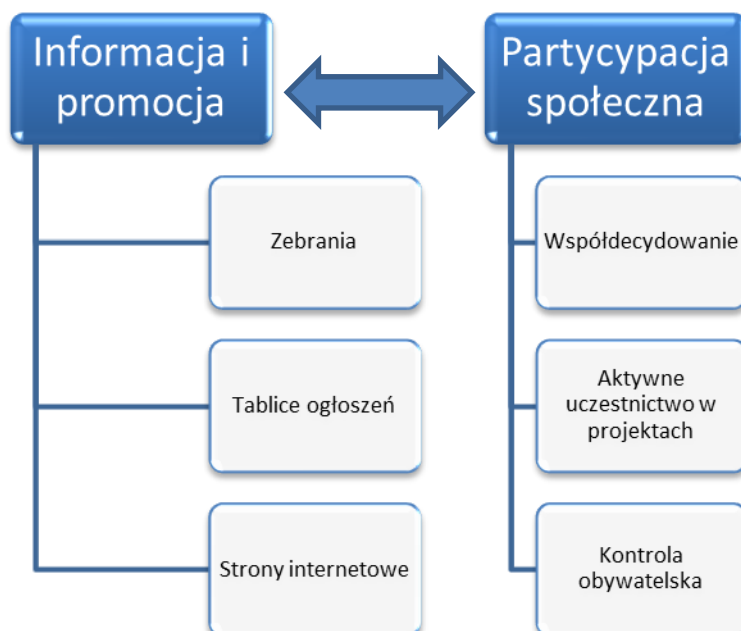 Informacja i
promocja
Zebrania
Tablice ogłoszeń
Strony internetowe
Partycypacja
społeczna
Współdecydowanie
Aktywne
uczestnictwo w
projektach
Kontrola
obywatelska